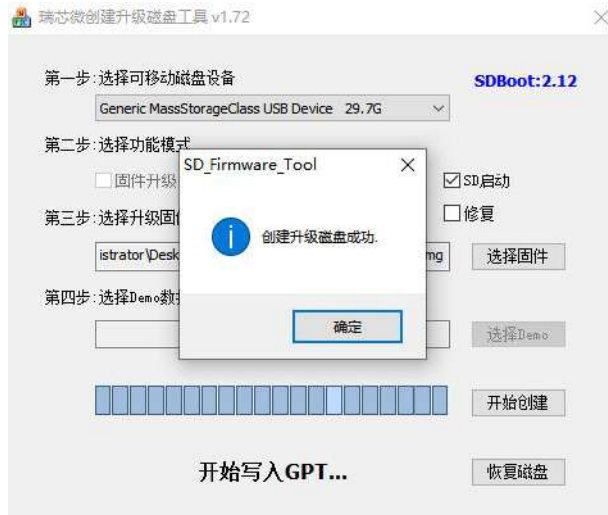 瑞芯微创建升级磁盘工具 v1.72
第一步:选择可移动磁盘设备
SDBoot:2.12
Generic MassStorageClass USB Device 29.7G
第二步:选择功能模式
SD_Firmware_Tool
固件升级
SD启动
创建升级磁盘成功.
修复
第三步:选择升级固
istrator\Desk
mg
选择固件
第四步:选择Demo数
确定
选择Demo
开始创建
开始写入GPT...
恢复磁盘